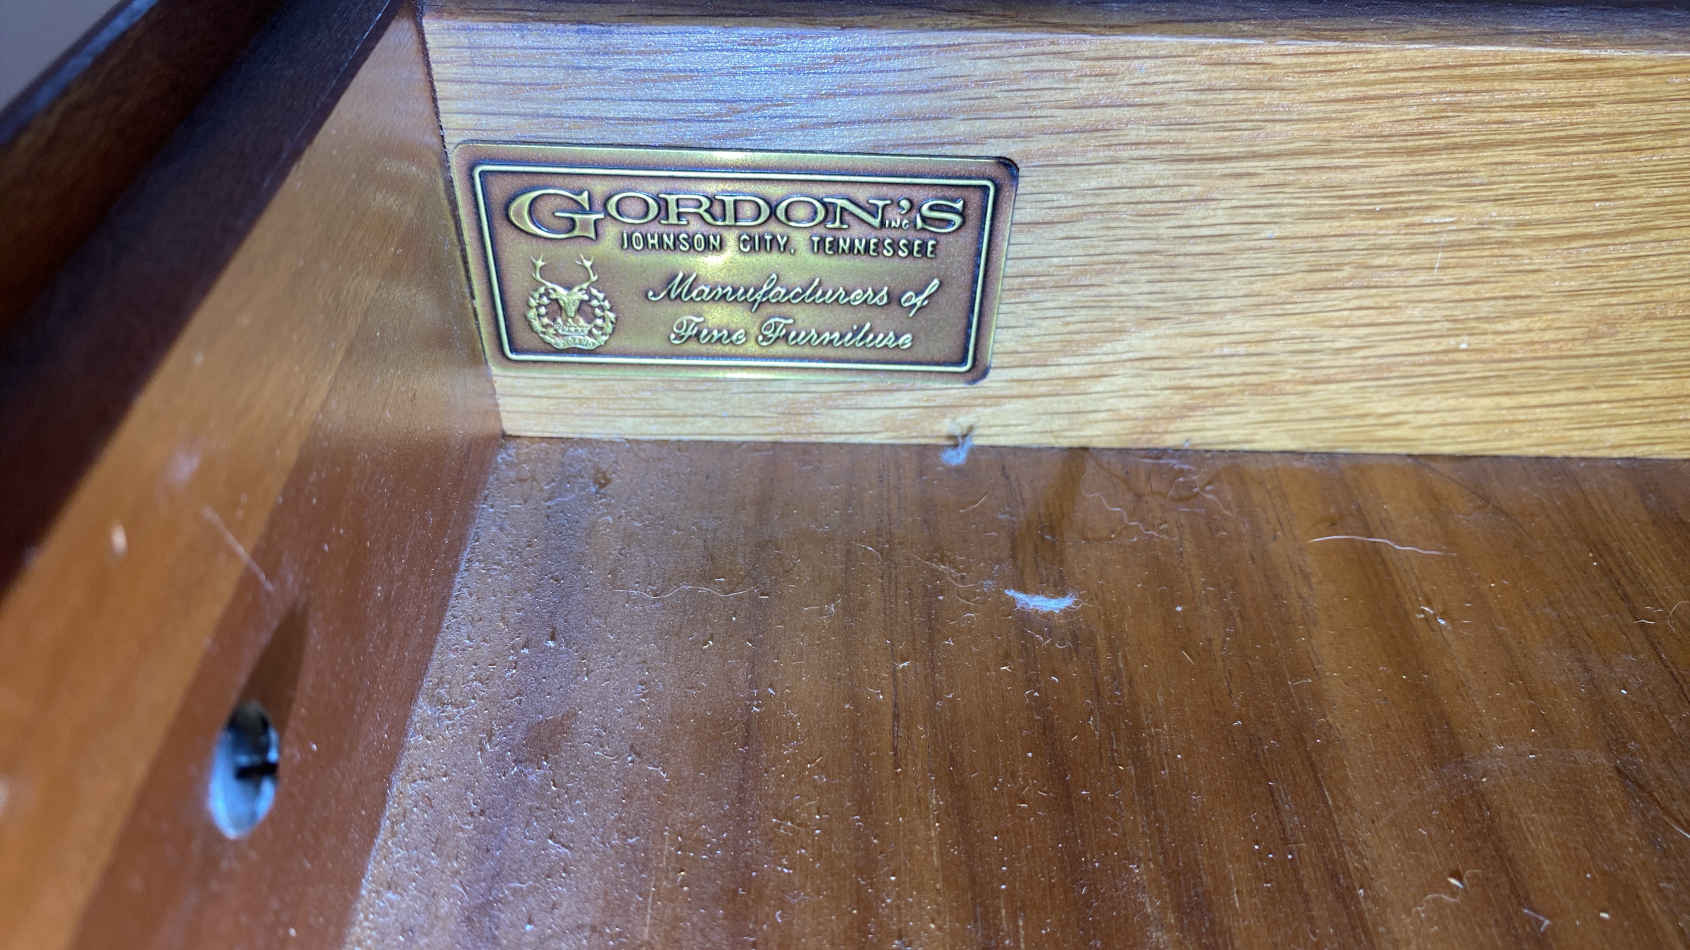 GORDON'S INC
JOHNSON CITY, TENNESSEE
Manufacturers of
Fine Furniture